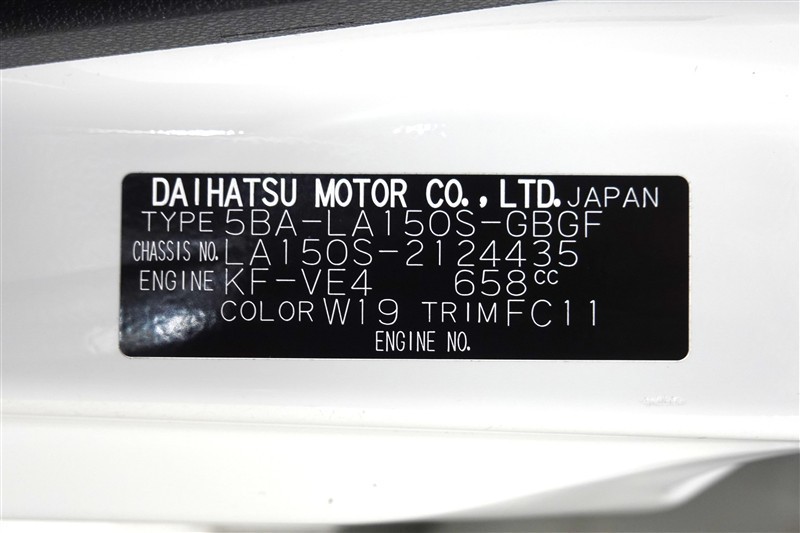 DAIHATSU MOTOR CO., LTD. JAPAN
TYPE 5BA-LA150S-GBGF
CHASSIS NO. LA150S-2124435
ENGINE KF-VE4 658cc
COLOR W19 TRIM FC11
ENGINE NO.